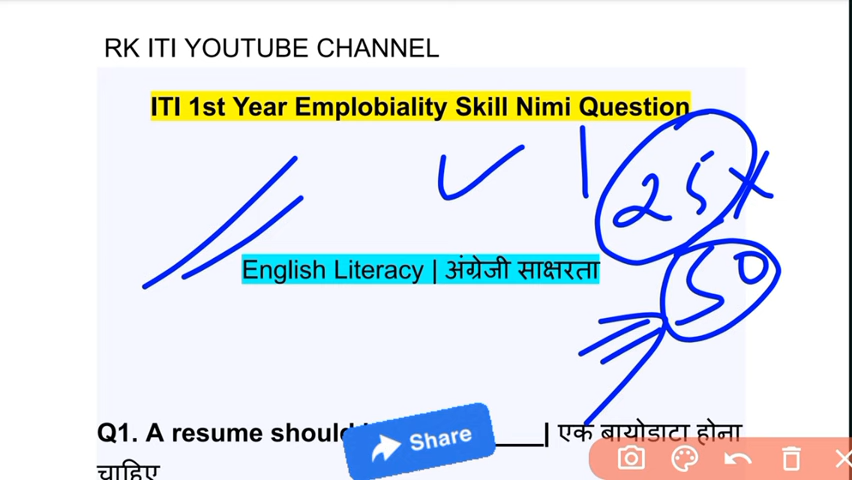 RK ITI YOUTUBE CHANNEL
ITI 1st Year Emplobiality Skill Nimi Question
25
English Literacy | अंग्रेजी साक्षरता
50
Q1. A resume should ____| एक बायोडाटा होना
Share
चाहिए